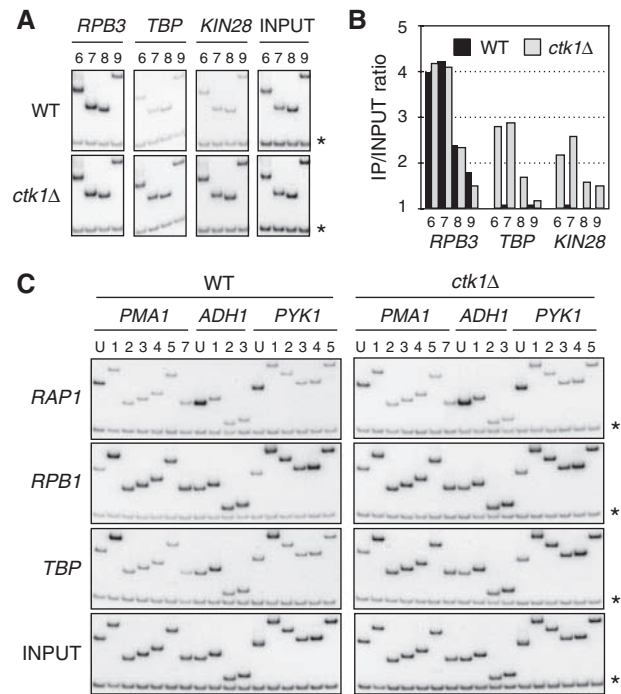 A
RPB3 TBP KIN28 INPUT
6 7 8 9 6 7 8 9 6 7 8 9 6 7 8 9
WT
*
ctk1Δ
*
B
WT ctk1Δ
IP/INPUT ratio
5
4
3
2
1
6 7 8 9 6 7 8 9 6 7 8 9
RPB3 TBP KIN28
C
WT ctk1Δ
PMA1 ADH1 PYK1 PMA1 ADH1 PYK1
U 1 2 3 4 5 7 U 1 2 3 U 1 2 3 4 5 U 1 2 3 4 5 7 U 1 2 3 U 1 2 3 4 5
RAP1 *
RPB1 *
TBP *
INPUT *